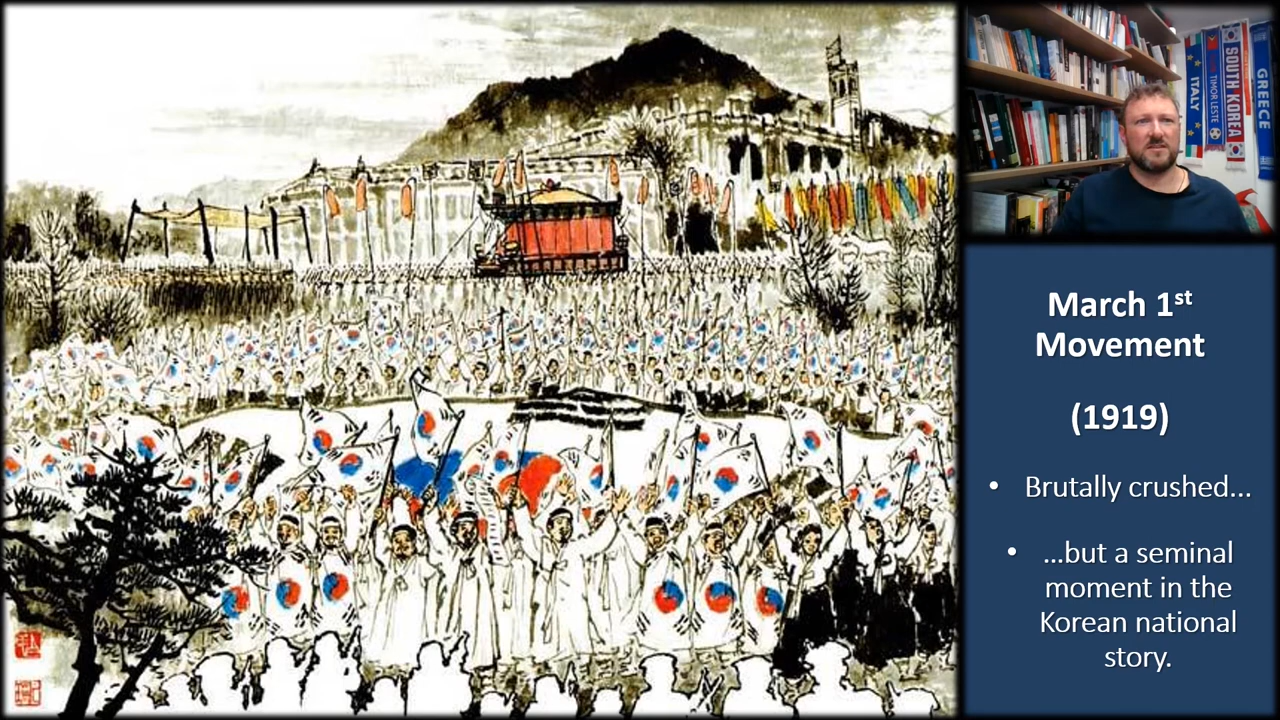 ITALY
TIMOR LESTE
SOUTH KOREA
GREECE
March 1st
Movement
(1919)
• Brutally crushed...
• ...but a seminal
moment in the
Korean national
story.